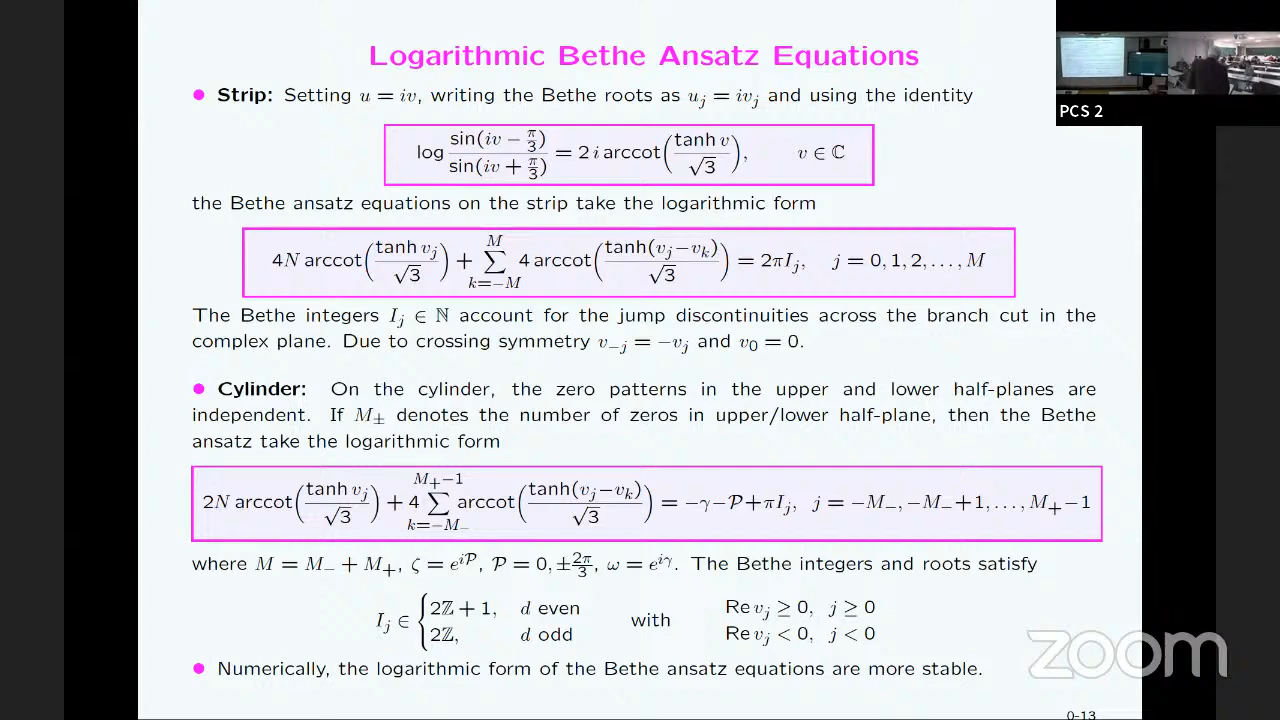 Logarithmic Bethe Ansatz Equations
● Strip: Setting u = iv, writing the Bethe roots as u_j = iv_j and using the identity
log sin(iv − π/3)/sin(iv + π/3) = 2 i arccot(tanh v/√3), v ∈ ℂ
the Bethe ansatz equations on the strip take the logarithmic form
4N arccot(tanh v_j/√3) + ∑_{k=−M}^{M} 4 arccot(tanh(v_j−v_k)/√3) = 2πI_j, j = 0, 1, 2, . . . , M
The Bethe integers I_j ∈ ℕ account for the jump discontinuities across the branch cut in the
complex plane. Due to crossing symmetry v_{−j} = −v_j and v_0 = 0.
● Cylinder: On the cylinder, the zero patterns in the upper and lower half-planes are
independent. If M_± denotes the number of zeros in upper/lower half-plane, then the Bethe
ansatz take the logarithmic form
2N arccot(tanh v_j/√3) + 4 ∑_{k=−M_−}^{M_+−1} arccot(tanh(v_j−v_k)/√3) = −γ−𝒫+πI_j, j = −M_−, −M_−+1, . . . , M_+−1
where M = M_− + M_+, ζ = e^{i𝒫}, 𝒫 = 0, ±2π/3, ω = e^{iγ}. The Bethe integers and roots satisfy
I_j ∈ { 2ℤ + 1, d even with Re v_j ≥ 0, j ≥ 0
2ℤ, d odd Re v_j < 0, j < 0
● Numerically, the logarithmic form of the Bethe ansatz equations are more stable.
0-13
PCS 2
zoom